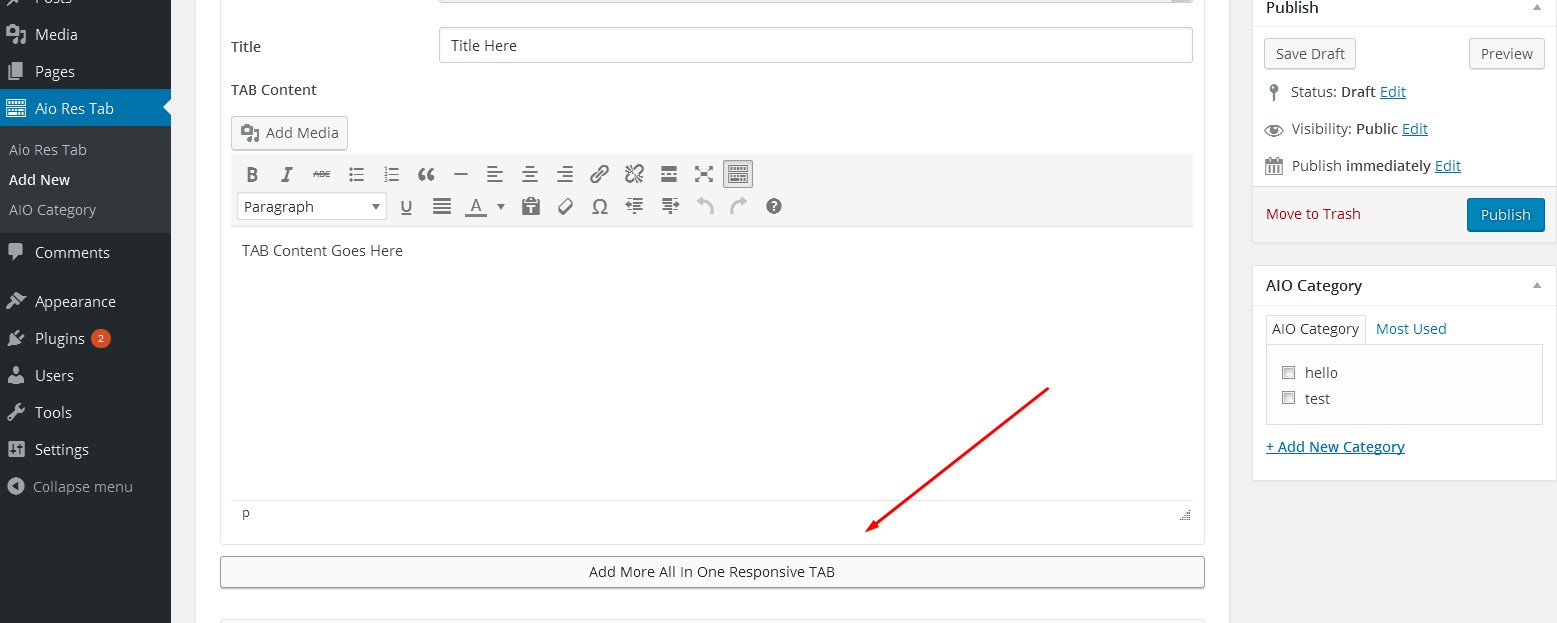 Posts
Media
Pages
Aio Res Tab
Aio Res Tab
Add New
AIO Category
Comments
Appearance
Plugins 2
Users
Tools
Settings
Collapse menu
Title
Title Here
TAB Content
Add Media
B I ABC
Paragraph U A Ω ?
TAB Content Goes Here
p
Add More All In One Responsive TAB
Publish
Save Draft Preview
Status: Draft Edit
Visibility: Public Edit
Publish immediately Edit
Move to Trash Publish
AIO Category
AIO Category Most Used
hello
test
+ Add New Category